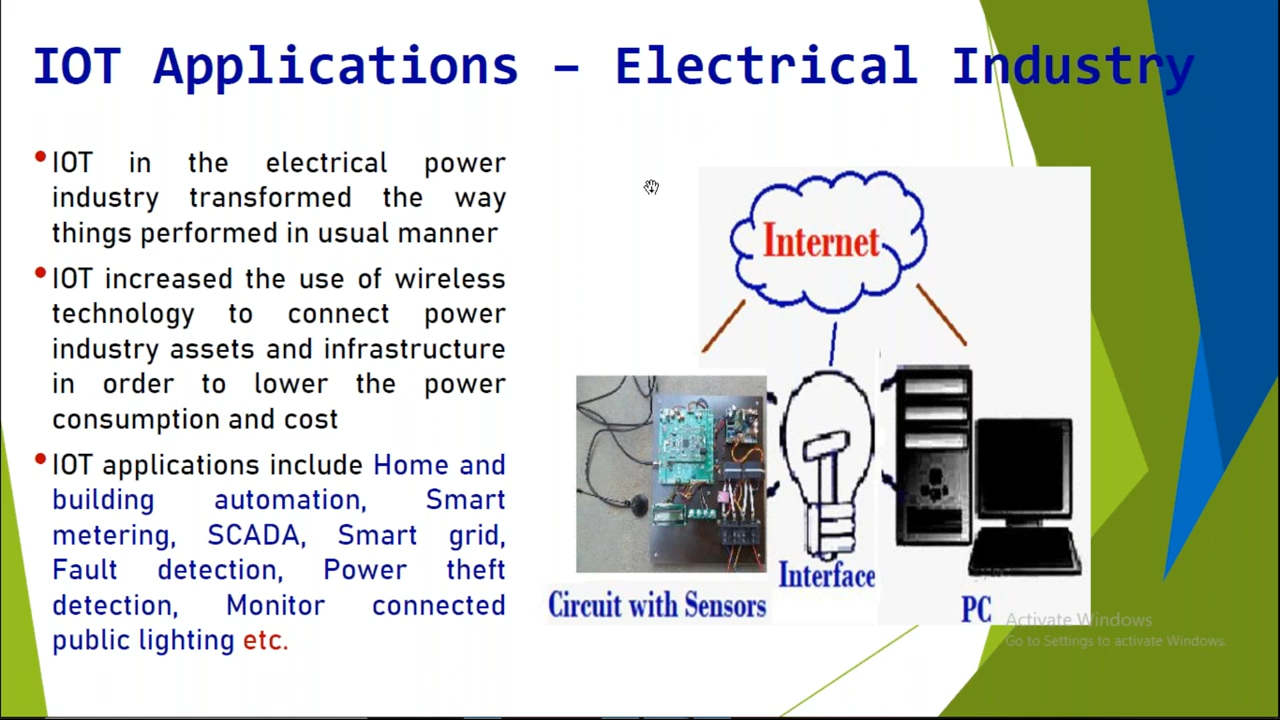 IOT Applications – Electrical Industry
•IOT in the electrical power
industry transformed the way
things performed in usual manner
•IOT increased the use of wireless
technology to connect power
industry assets and infrastructure
in order to lower the power
consumption and cost
•IOT applications include Home and
building automation, Smart
metering, SCADA, Smart grid,
Fault detection, Power theft
detection, Monitor connected
public lighting etc.
Internet
Circuit with Sensors
Interface
PC
Activate Windows
Go to Settings to activate Windows.